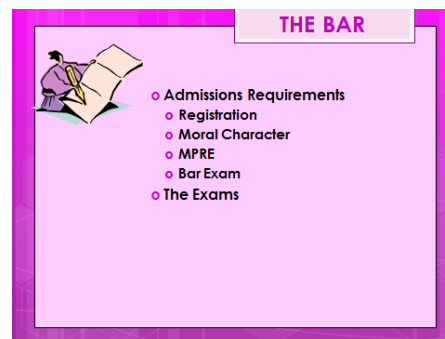 THE BAR
Admissions Requirements
Registration
Moral Character
MPRE
Bar Exam
The Exams